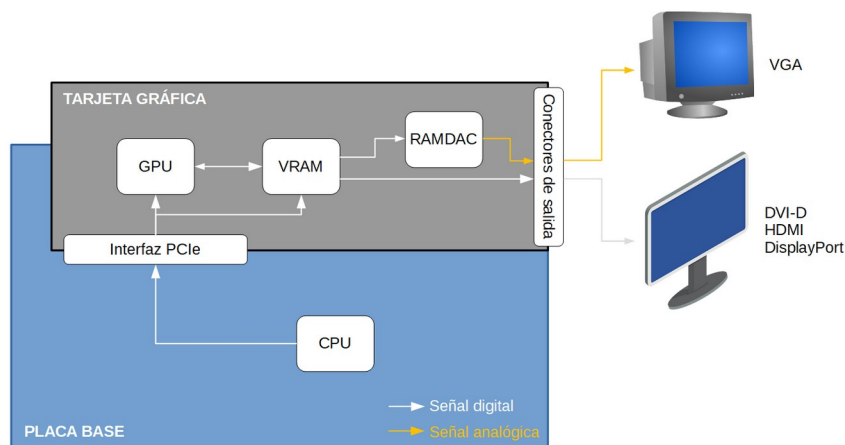 TARJETA GRÁFICA
GPU
VRAM
RAMDAC
Conectores de salida
VGA
DVI-D
HDMI
DisplayPort
Interfaz PCIe
CPU
Señal digital
Señal analógica
PLACA BASE